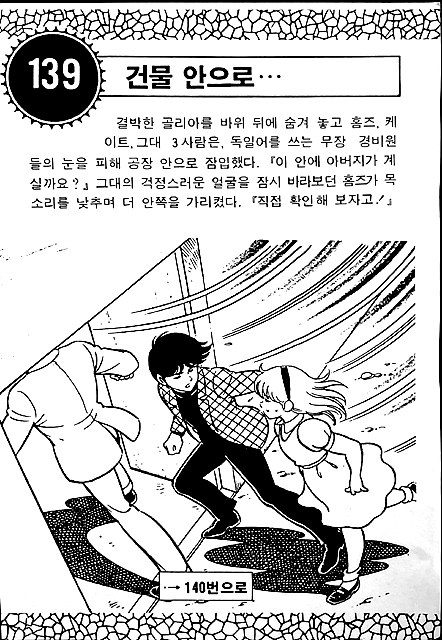 139
건물 안으로…
결박한 골리아를 바위 뒤에 숨겨 놓고 홈즈, 케
이트, 그대 3사람은, 독일어를 쓰는 무장 경비원
들의 눈을 피해 공장 안으로 잠입했다. 『이 안에 아버지가 계
실까요?』 그대의 걱정스러운 얼굴을 잠시 바라보던 홈즈가 목
소리를 낮추며 더 안쪽을 가리켰다. 『직접 확인해 보자고!』
→ 140번으로